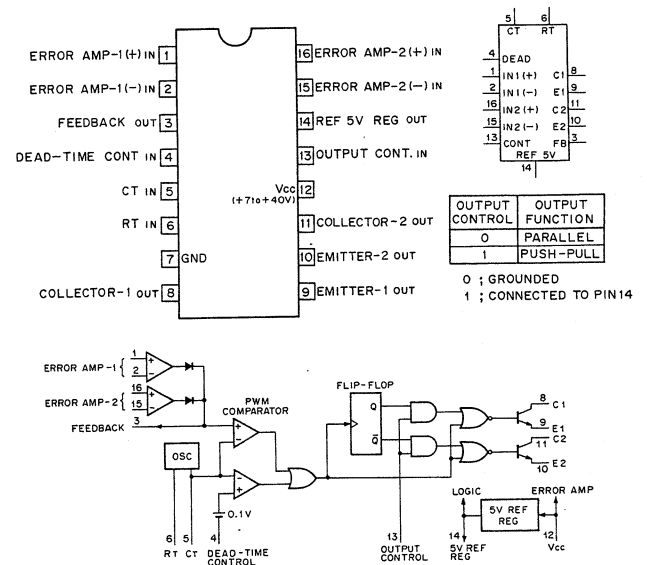 ERROR AMP-1(+) IN 1
ERROR AMP-1(-) IN 2
FEEDBACK OUT 3
DEAD-TIME CONT IN 4
CT IN 5
RT IN 6
7 GND
COLLECTOR-1 OUT 8
16 ERROR AMP-2(+) IN
15 ERROR AMP-2(-) IN
14 REF 5V REG OUT
13 OUTPUT CONT. IN
Vcc 12
(+7to+40V)
11 COLLECTOR-2 OUT
10 EMITTER-2 OUT
9 EMITTER-1 OUT
5 6
CT RT
4 DEAD
1 IN1(+) C1 8
2 IN1(-) E1 9
16 IN2(+) C2 11
15 IN2(-) E2 10
13 CONT FB 3
REF 5V
14
OUTPUT CONTROL OUTPUT FUNCTION
0 PARALLEL
1 PUSH-PULL
0 ; GROUNDED
1 ; CONNECTED TO PIN14
ERROR AMP-1 1 + 2 -
ERROR AMP-2 16 + 15 -
FEEDBACK 3
PWM
COMPARATOR
+ -
- +
OSC
0.1V
6 5 4
RT CT DEAD-TIME
CONTROL
FLIP-FLOP
Q
Q̅
8 C1
9 E1
11 C2
10 E2
13
OUTPUT
CONTROL
LOGIC ERROR AMP
5V REF
REG
14 12
5V REF Vcc
REG